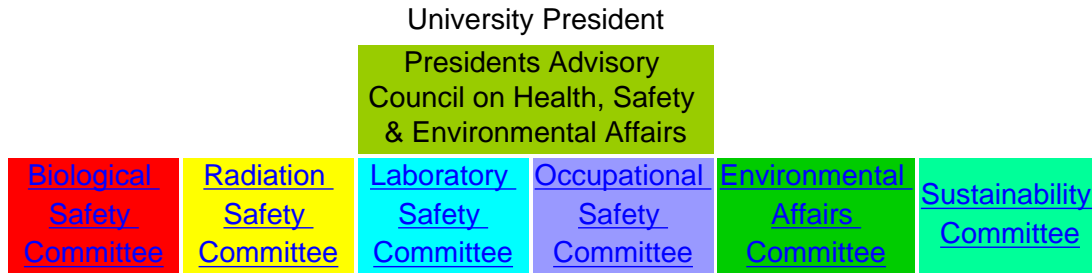 University President
Presidents Advisory
Council on Health, Safety
& Environmental Affairs
Biological
Safety
Committee
Radiation
Safety
Committee
Laboratory
Safety
Committee
Occupational
Safety
Committee
Environmental
Affairs
Committee
Sustainability
Committee